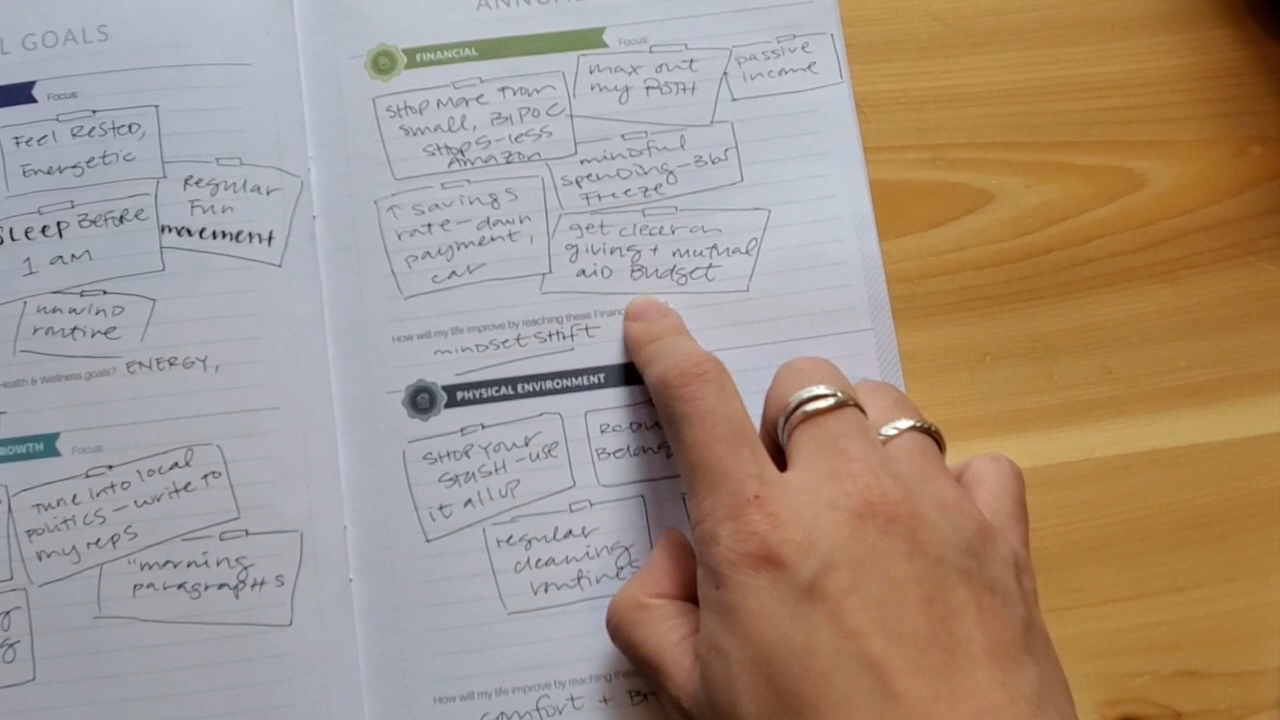 L GOALS
Focus
Feel Rested,
Energetic
Regular
Fun
movement
SLEEP BEFORE
1 am
unwind
routine
Health & Wellness goals? ENERGY,
OWTH
Focus
Tune into local
politics - write to
my reps
"morning
paragraphs
FINANCIAL
Focus
SHOP MORE From
small, BIPOC
shops - less
Amazon
max out
my
passive
income
mindful
spending - 365
Freeze
↑ savings
rate - down
payment,
car
get clear on
giving + mutual
aid Budget
How will my life improve by reaching these
mindset shift
PHYSICAL ENVIRONMENT
SHOP YOUR
STASH - use
it all up
regular
cleaning
routines
How will my life improve by reaching these
comfort +